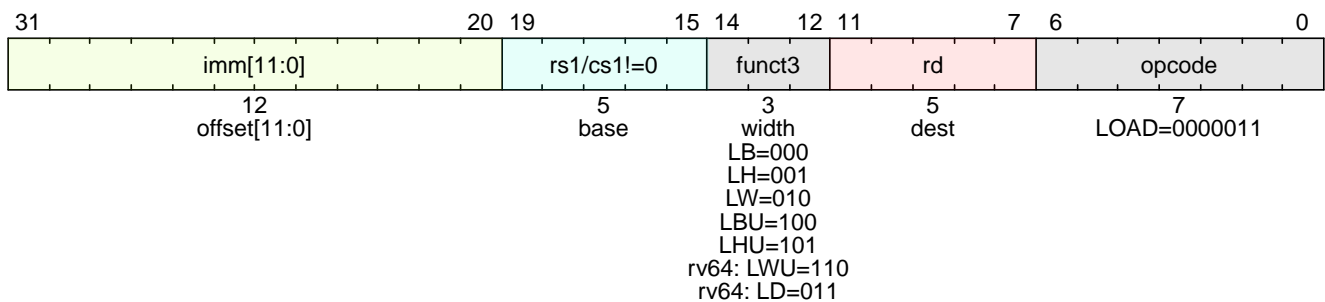 31 20 19 15 14 12 11 7 6 0
imm[11:0] rs1/cs1!=0 funct3 rd opcode
12 5 3 5 7
offset[11:0] base width dest LOAD=0000011
LB=000
LH=001
LW=010
LBU=100
LHU=101
rv64: LWU=110
rv64: LD=011